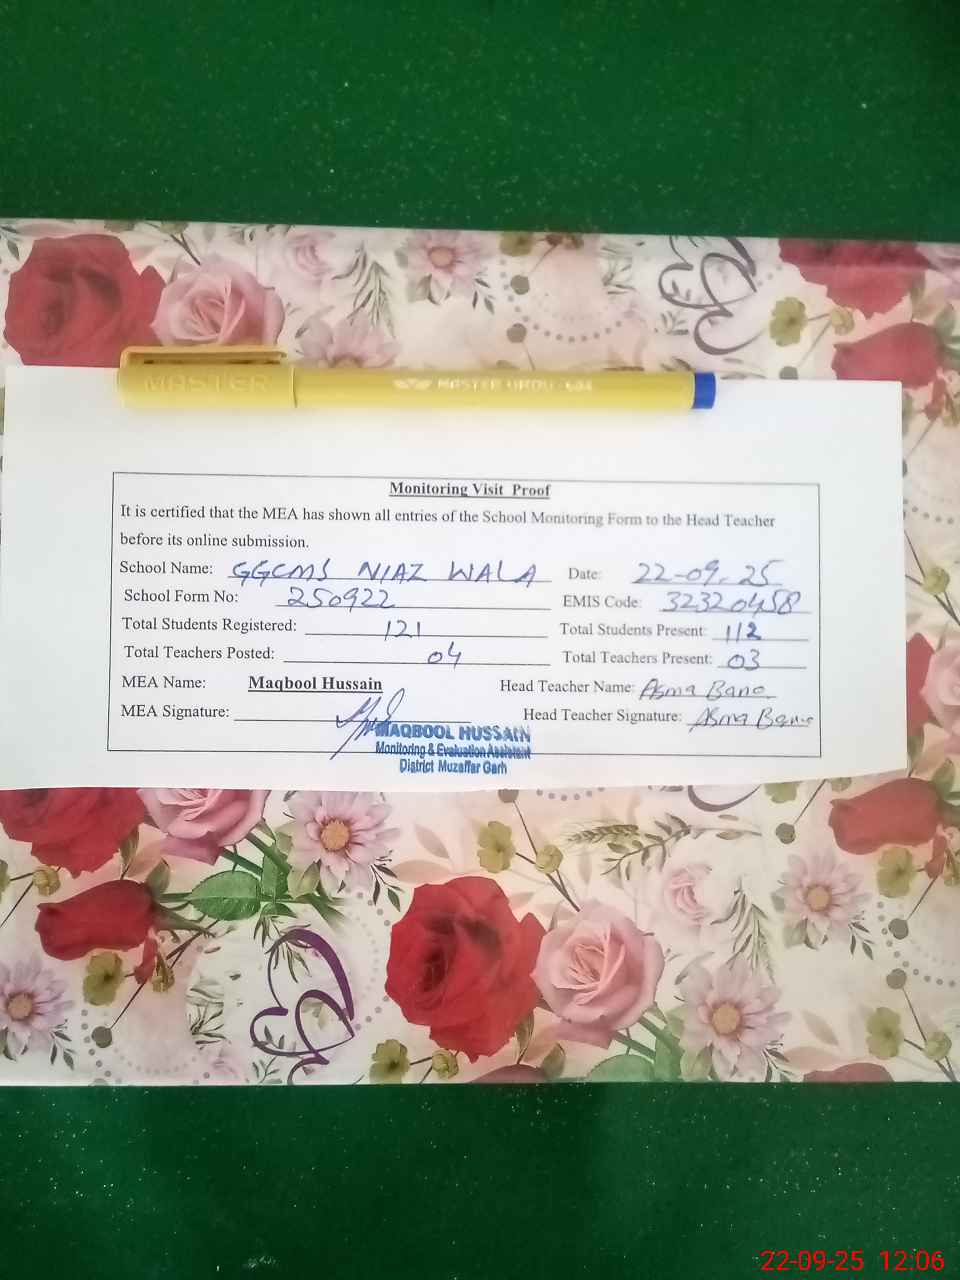 MASTER
MASTER URDU - 604
Monitoring Visit Proof
It is certified that the MEA has shown all entries of the School Monitoring Form to the Head Teacher
before its online submission.
School Name: GGCMS NIAZ WALA Date: 22-09-25
School Form No: 250922 EMIS Code: 32320458
Total Students Registered: 121 Total Students Present: 112
Total Teachers Posted: 04 Total Teachers Present: 03
MEA Name: Maqbool Hussain Head Teacher Name: Asma Bano
MEA Signature: Head Teacher Signature: Asma Bano
MAQBOOL HUSSAIN
Monitoring & Evaluation Assistant
District Muzaffar Garh
22-09-25 12:06